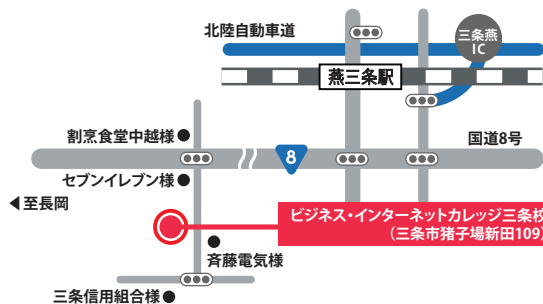 北陸自動車道
三条燕
IC
燕三条駅
割烹食堂中越様
国道8号
8
セブンイレブン様
至長岡
ビジネス・インターネットカレッジ三条校
(三条市猪子場新田109)
斉藤電気様
三条信用組合様